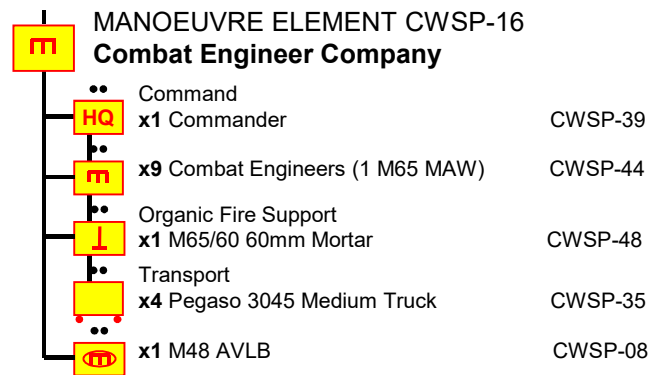 MANOEUVRE ELEMENT CWSP-16
Combat Engineer Company
Command
HQ x1 Commander CWSP-39
x9 Combat Engineers (1 M65 MAW) CWSP-44
Organic Fire Support
x1 M65/60 60mm Mortar CWSP-48
Transport
x4 Pegaso 3045 Medium Truck CWSP-35
x1 M48 AVLB CWSP-08